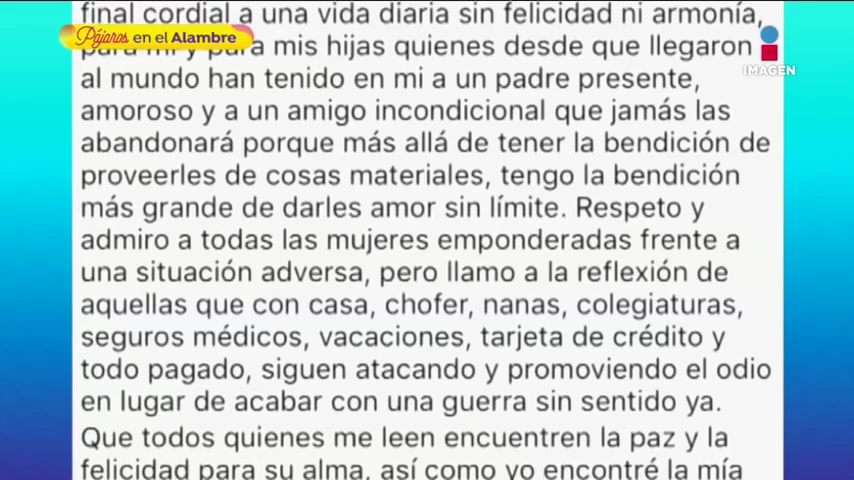 final cordial a una vida diaria sin felicidad ni armonía,
Pájaros en el Alambre
para mi y para mis hijas quienes desde que llegaron
IMAGEN
al mundo han tenido en mi a un padre presente,
amoroso y a un amigo incondicional que jamás las
abandonará porque más allá de tener la bendición de
proveerles de cosas materiales, tengo la bendición
más grande de darles amor sin límite. Respeto y
admiro a todas las mujeres emponderadas frente a
una situación adversa, pero llamo a la reflexión de
aquellas que con casa, chofer, nanas, colegiaturas,
seguros médicos, vacaciones, tarjeta de crédito y
todo pagado, siguen atacando y promoviendo el odio
en lugar de acabar con una guerra sin sentido ya.
Que todos quienes me leen encuentren la paz y la
felicidad para su alma, así como yo encontré la mía